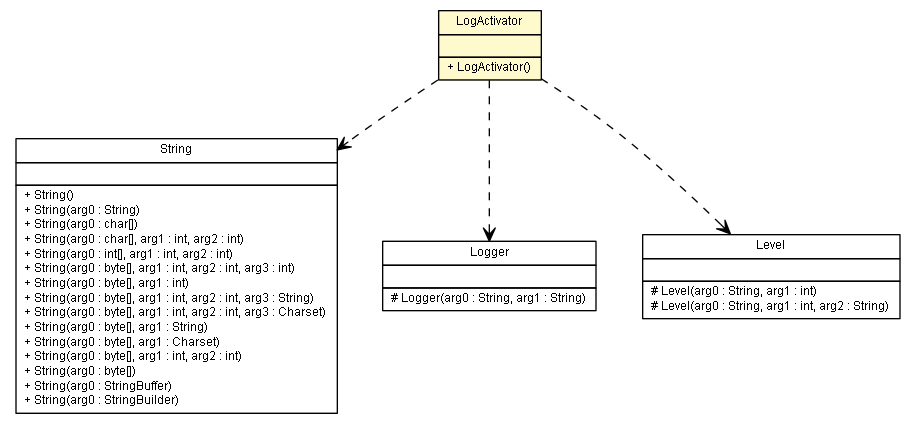 LogActivator
+ LogActivator()
String
+ String()
+ String(arg0 : String)
+ String(arg0 : char[])
+ String(arg0 : char[], arg1 : int, arg2 : int)
+ String(arg0 : int[], arg1 : int, arg2 : int)
+ String(arg0 : byte[], arg1 : int, arg2 : int, arg3 : int)
+ String(arg0 : byte[], arg1 : int)
+ String(arg0 : byte[], arg1 : int, arg2 : int, arg3 : String)
+ String(arg0 : byte[], arg1 : int, arg2 : int, arg3 : Charset)
+ String(arg0 : byte[], arg1 : String)
+ String(arg0 : byte[], arg1 : Charset)
+ String(arg0 : byte[], arg1 : int, arg2 : int)
+ String(arg0 : byte[])
+ String(arg0 : StringBuffer)
+ String(arg0 : StringBuilder)
Logger
# Logger(arg0 : String, arg1 : String)
Level
# Level(arg0 : String, arg1 : int)
# Level(arg0 : String, arg1 : int, arg2 : String)